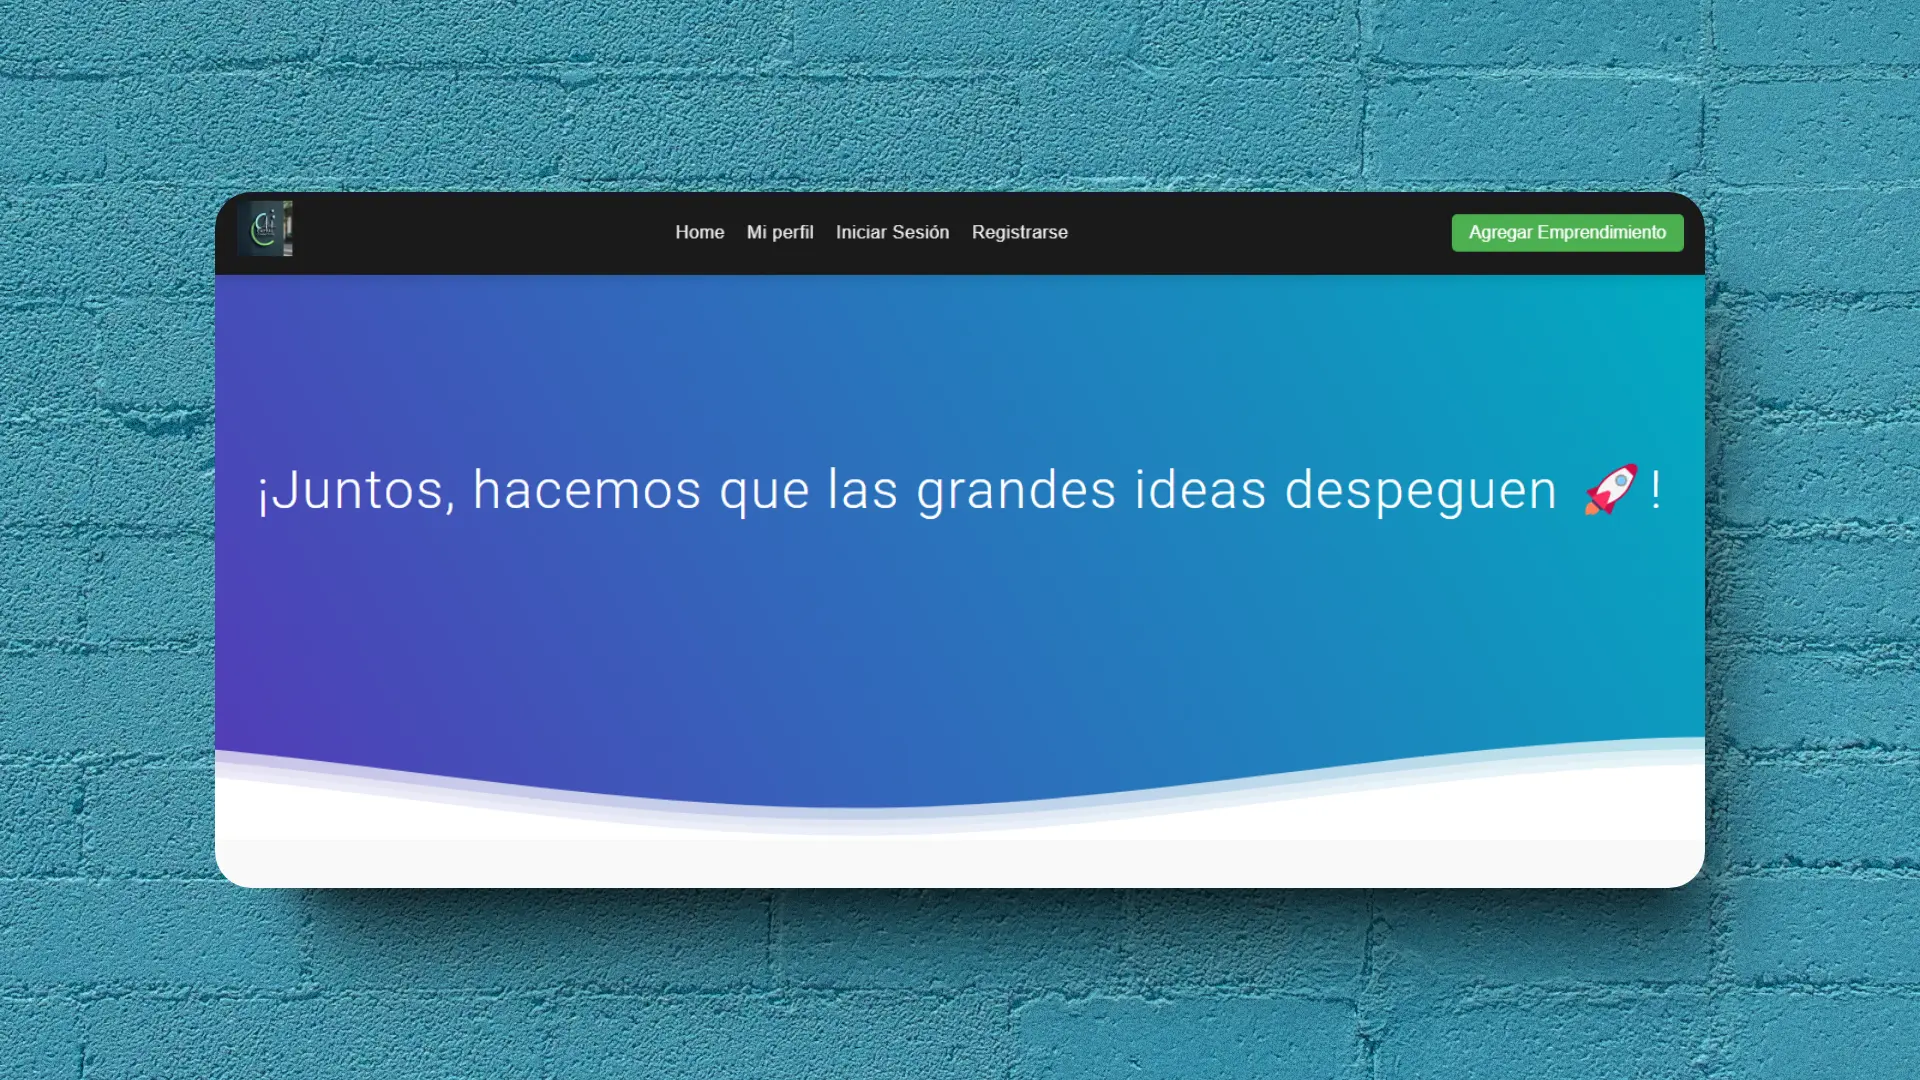 Home
Mi perfil
Iniciar Sesión
Registrarse
Agregar Emprendimiento
¡Juntos, hacemos que las grandes ideas despeguen 🚀 !